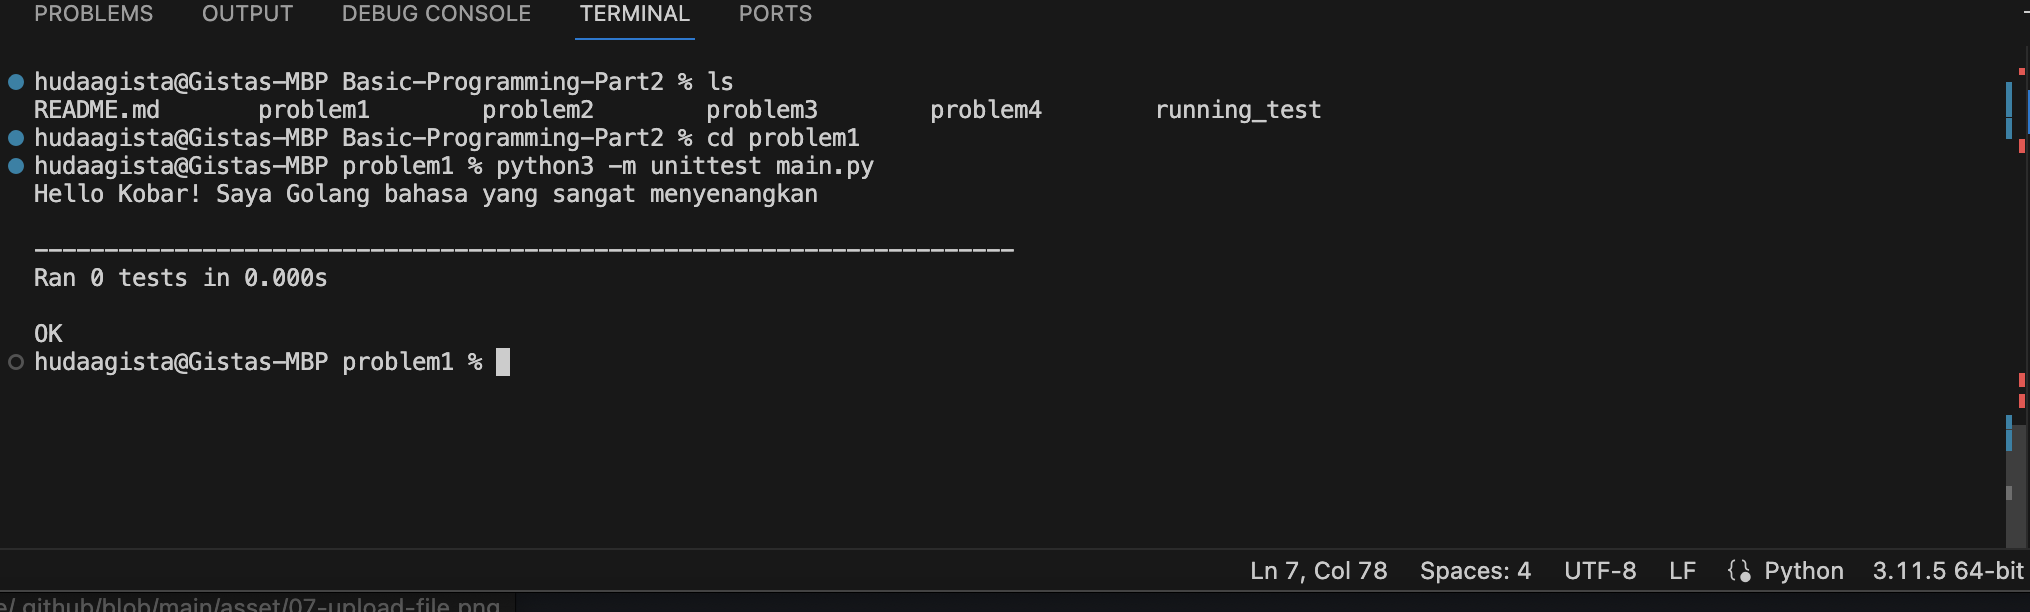 PROBLEMS OUTPUT DEBUG CONSOLE TERMINAL PORTS
hudaagista@Gistas-MBP Basic-Programming-Part2 % ls
README.md problem1 problem2 problem3 problem4 running_test
hudaagista@Gistas-MBP Basic-Programming-Part2 % cd problem1
hudaagista@Gistas-MBP problem1 % python3 -m unittest main.py
Hello Kobar! Saya Golang bahasa yang sangat menyenangkan
----------------------------------------------------------------------
Ran 0 tests in 0.000s
OK
hudaagista@Gistas-MBP problem1 %
Ln 7, Col 78 Spaces: 4 UTF-8 LF Python 3.11.5 64-bit
e/.github/blob/main/asset/07-upload-file.png